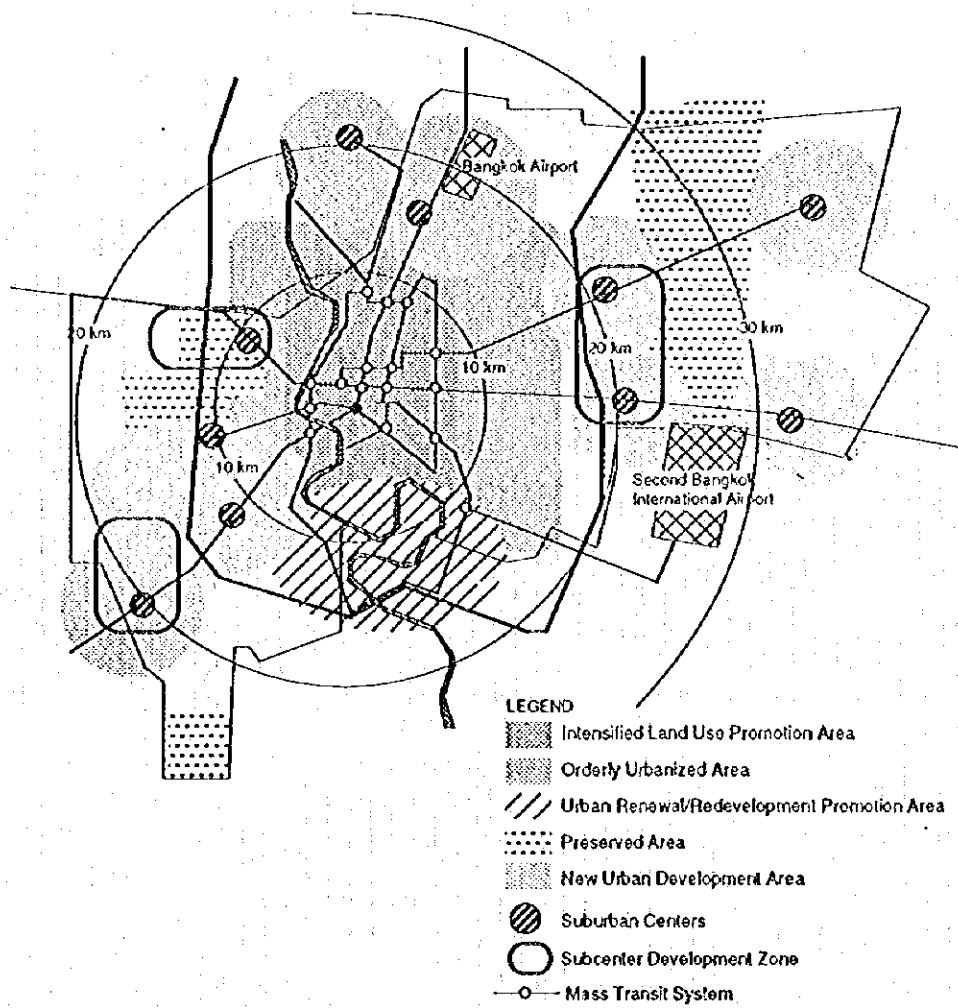 Bangkok Airport
20 km
30 km
10 km
20 km
10 km
Second Bangkok
International Airport
LEGEND
Intensified Land Use Promotion Area
Orderly Urbanized Area
Urban Renewal/Redevelopment Promotion Area
Preserved Area
New Urban Development Area
Suburban Centers
Subcenter Development Zone
Mass Transit System